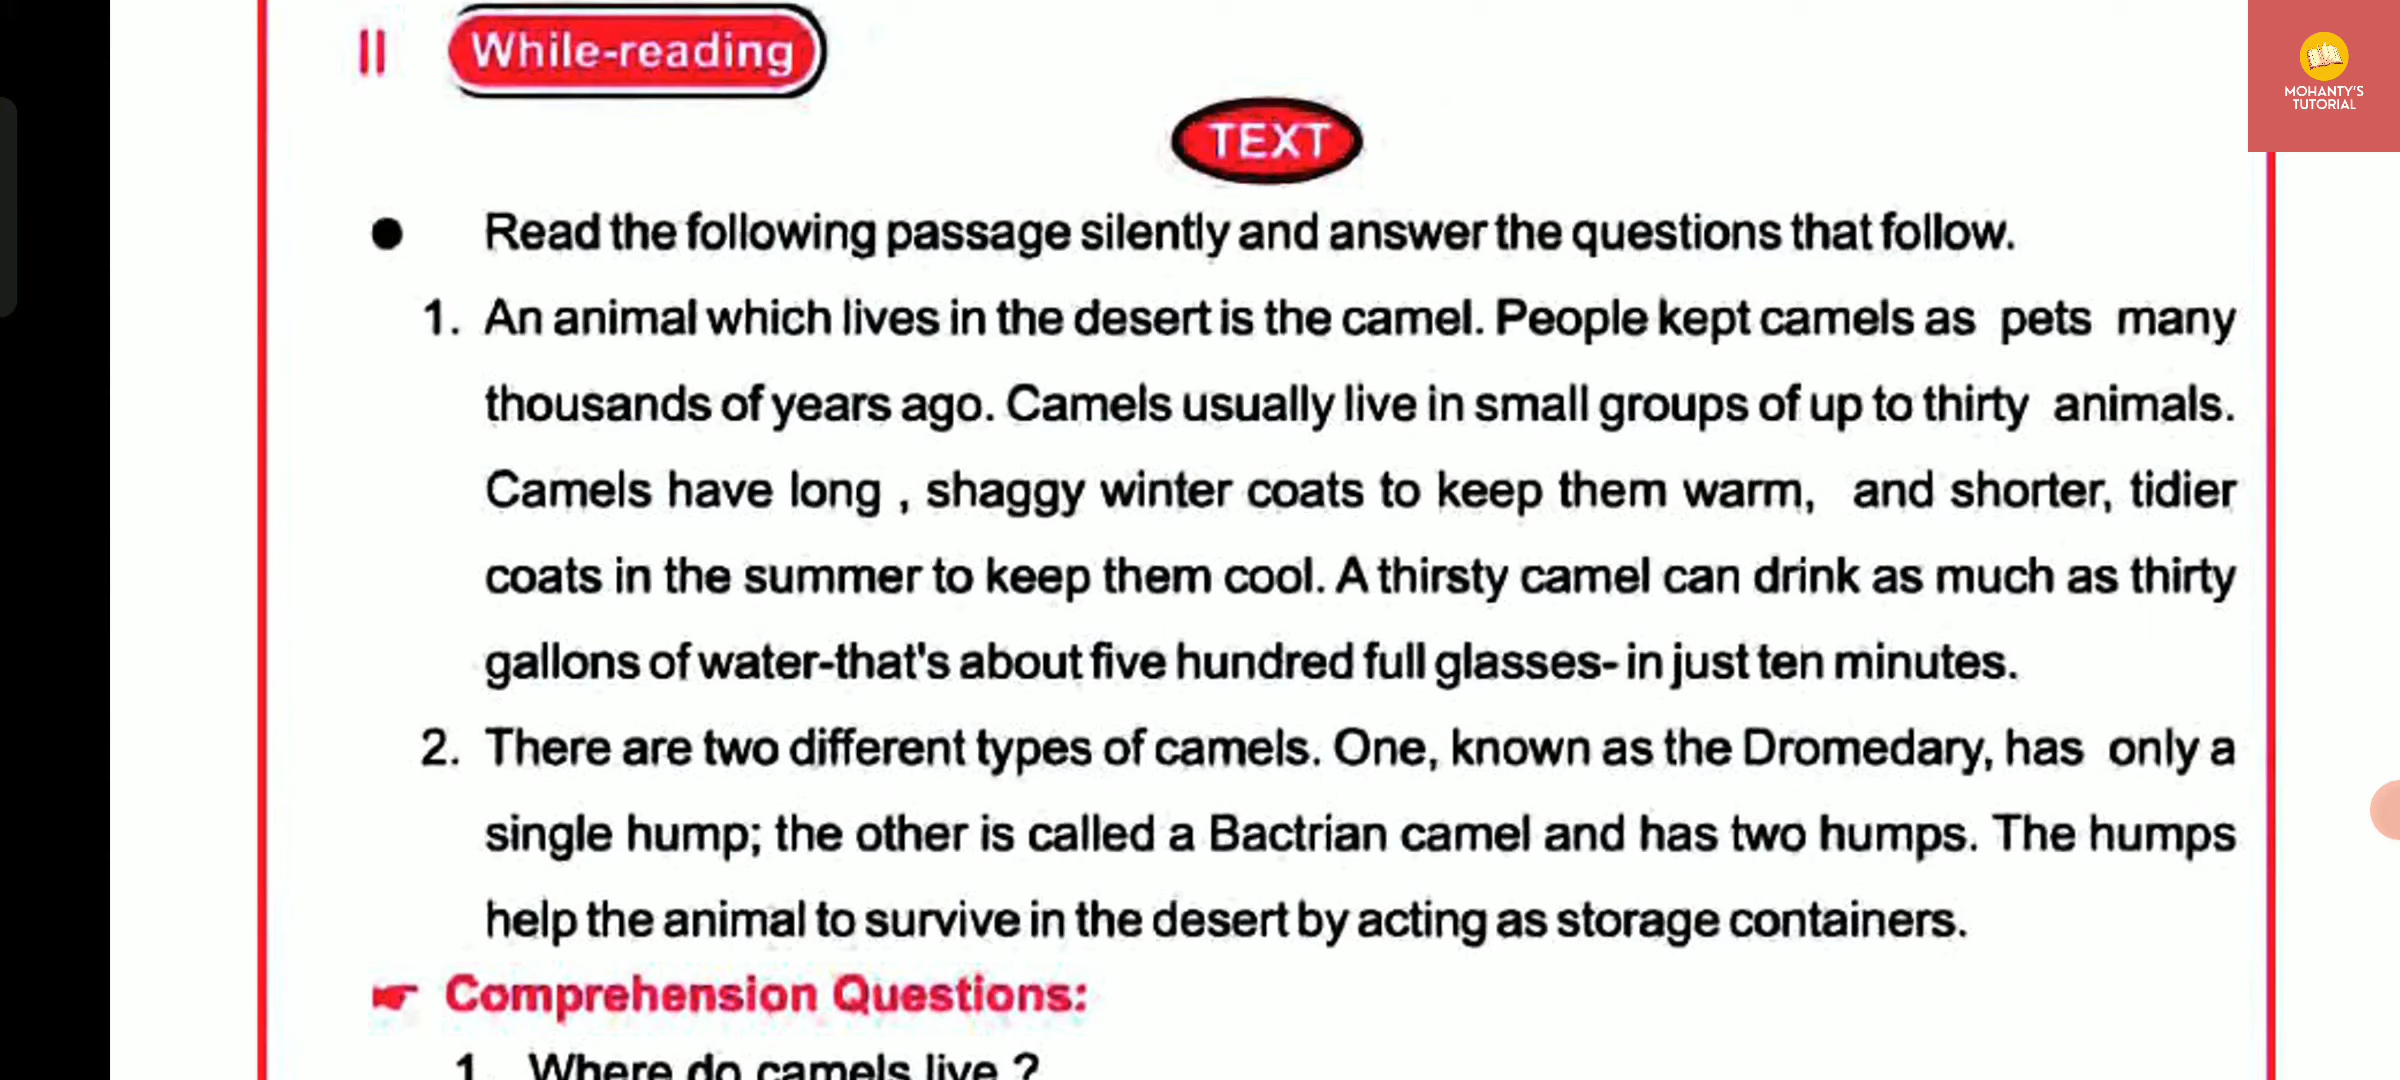 II While-reading
MOHANTY'S
TUTORIAL
TEXT
● Read the following passage silently and answer the questions that follow.
1. An animal which lives in the desert is the camel. People kept camels as pets many
thousands of years ago. Camels usually live in small groups of up to thirty animals.
Camels have long , shaggy winter coats to keep them warm, and shorter, tidier
coats in the summer to keep them cool. A thirsty camel can drink as much as thirty
gallons of water-that's about five hundred full glasses- in just ten minutes.
2. There are two different types of camels. One, known as the Dromedary, has only a
single hump; the other is called a Bactrian camel and has two humps. The humps
help the animal to survive in the desert by acting as storage containers.
☛ Comprehension Questions:
1. Where do camels live ?